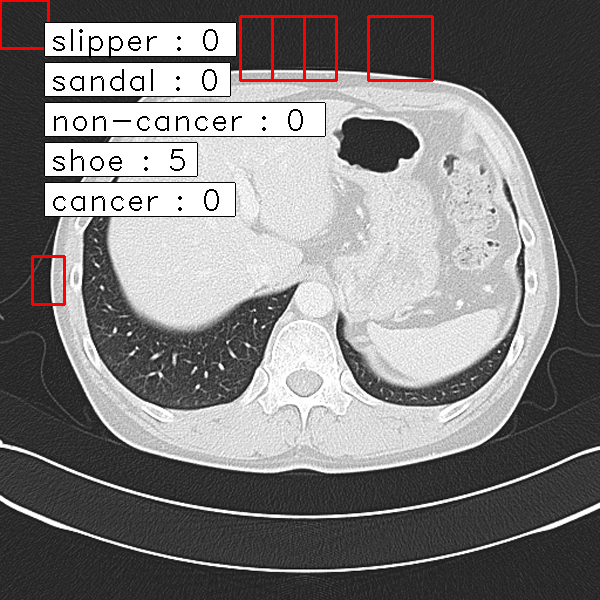 slipper : 0
sandal : 0
non-cancer : 0
shoe : 5
cancer : 0